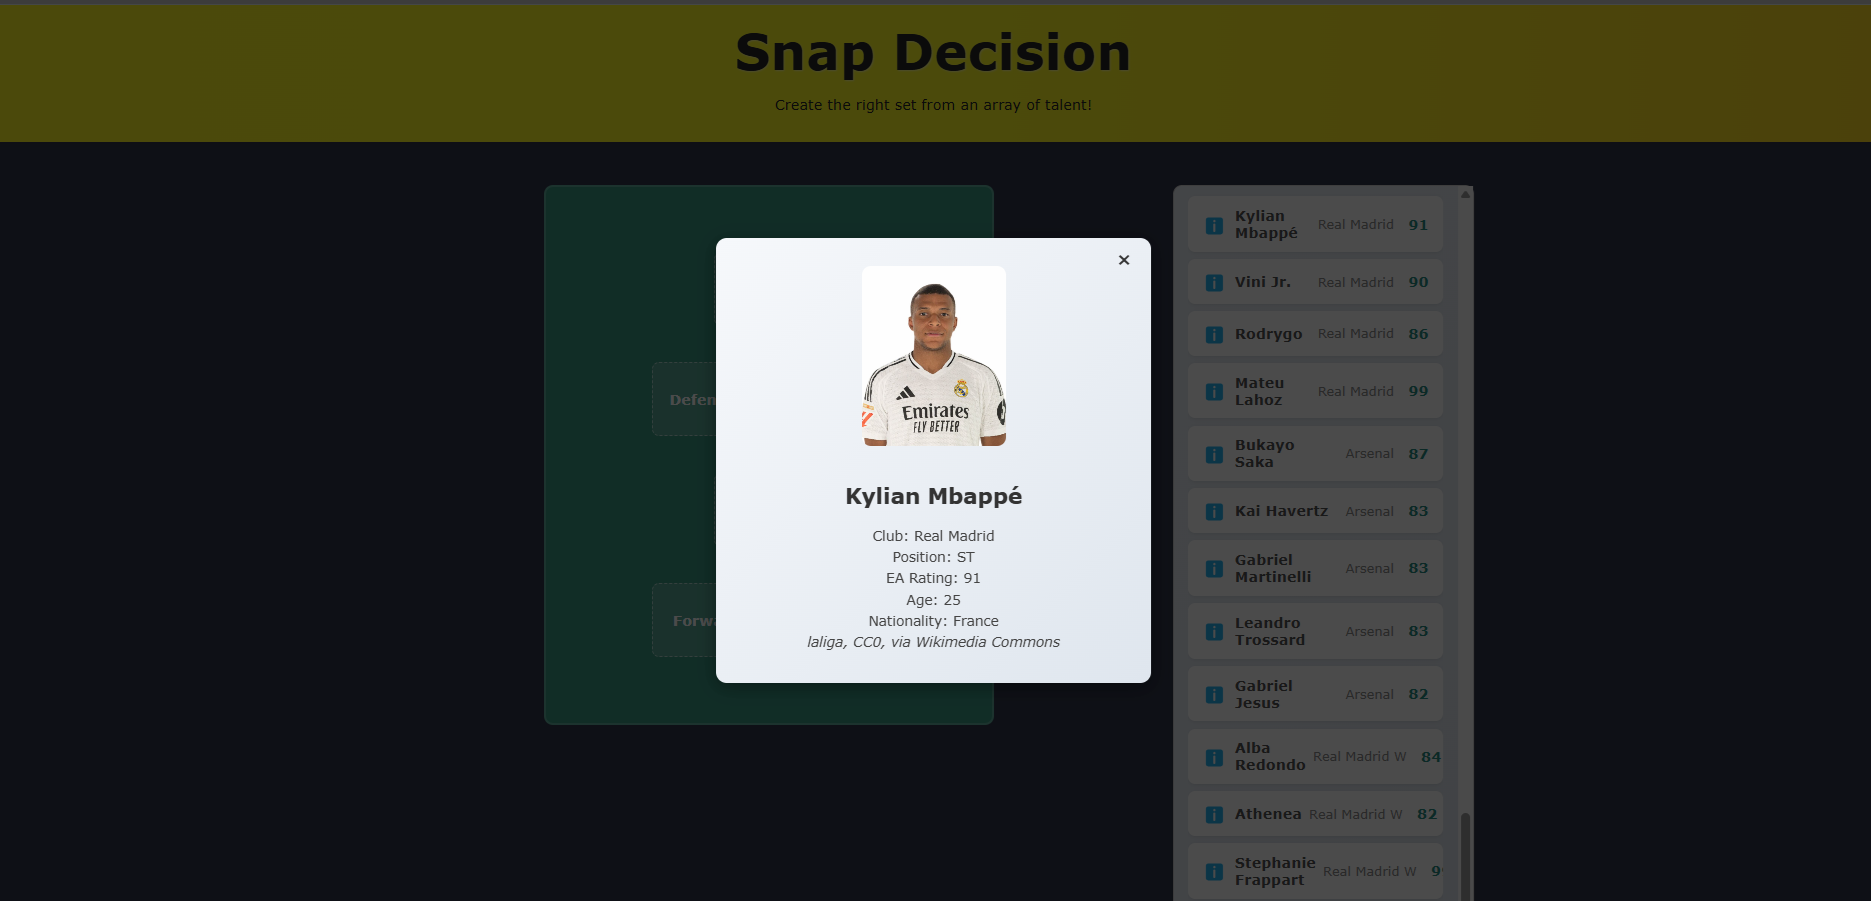 Snap Decision
Create the right set from an array of talent!
×
Emirates
FLY BETTER
Kylian Mbappé
Club: Real Madrid
Position: ST
EA Rating: 91
Age: 25
Nationality: France
laliga, CC0, via Wikimedia Commons
i Kylian Mbappé Real Madrid 91
i Vini Jr. Real Madrid 90
i Rodrygo Real Madrid 86
i Mateu Lahoz Real Madrid 99
i Bukayo Saka Arsenal 87
i Kai Havertz Arsenal 83
i Gabriel Martinelli Arsenal 83
i Leandro Trossard Arsenal 83
i Gabriel Jesus Arsenal 82
i Alba Redondo Real Madrid W 84
i Athenea Real Madrid W 82
i Stephanie Frappart Real Madrid W